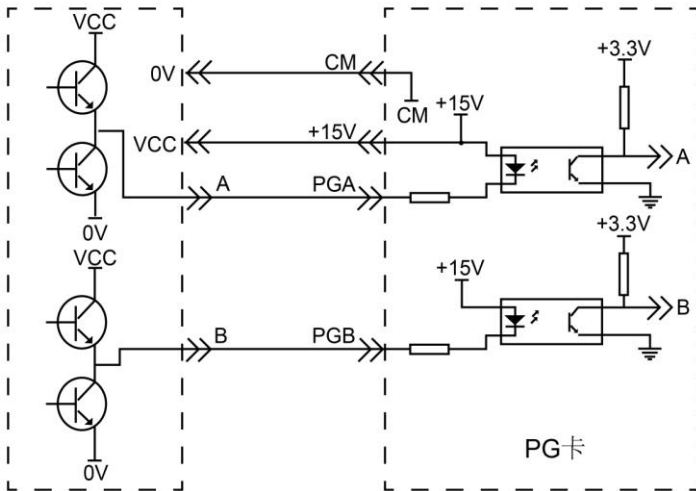 VCC
0V
CM
CM
+15V
+3.3V
VCC
+15V
A
PGA
A
0V
VCC
+3.3V
+15V
B
PGB
B
0V
PG卡